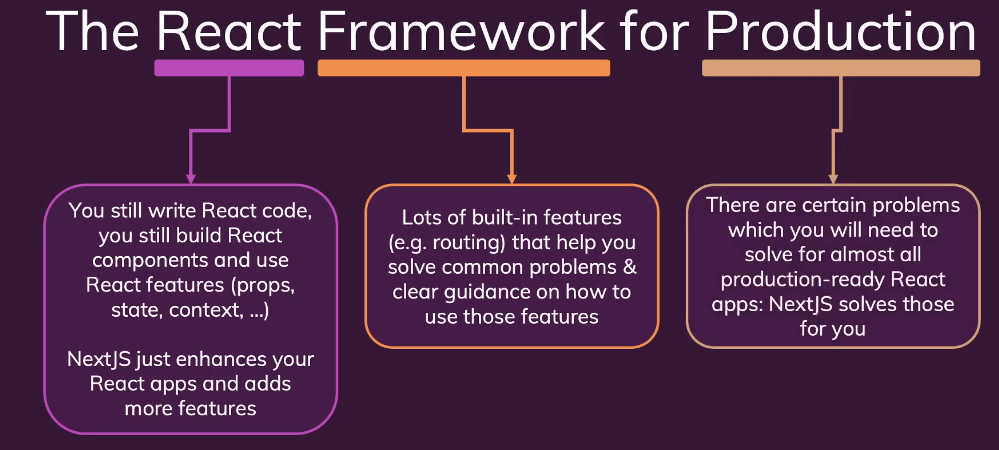 The React Framework for Production
You still write React code,
you still build React
components and use
React features (props,
state, context, ...)
NextJS just enhances your
React apps and adds
more features
Lots of built-in features
(e.g. routing) that help you
solve common problems &
clear guidance on how to
use those features
There are certain problems
which you will need to
solve for almost all
production-ready React
apps: NextJS solves those
for you